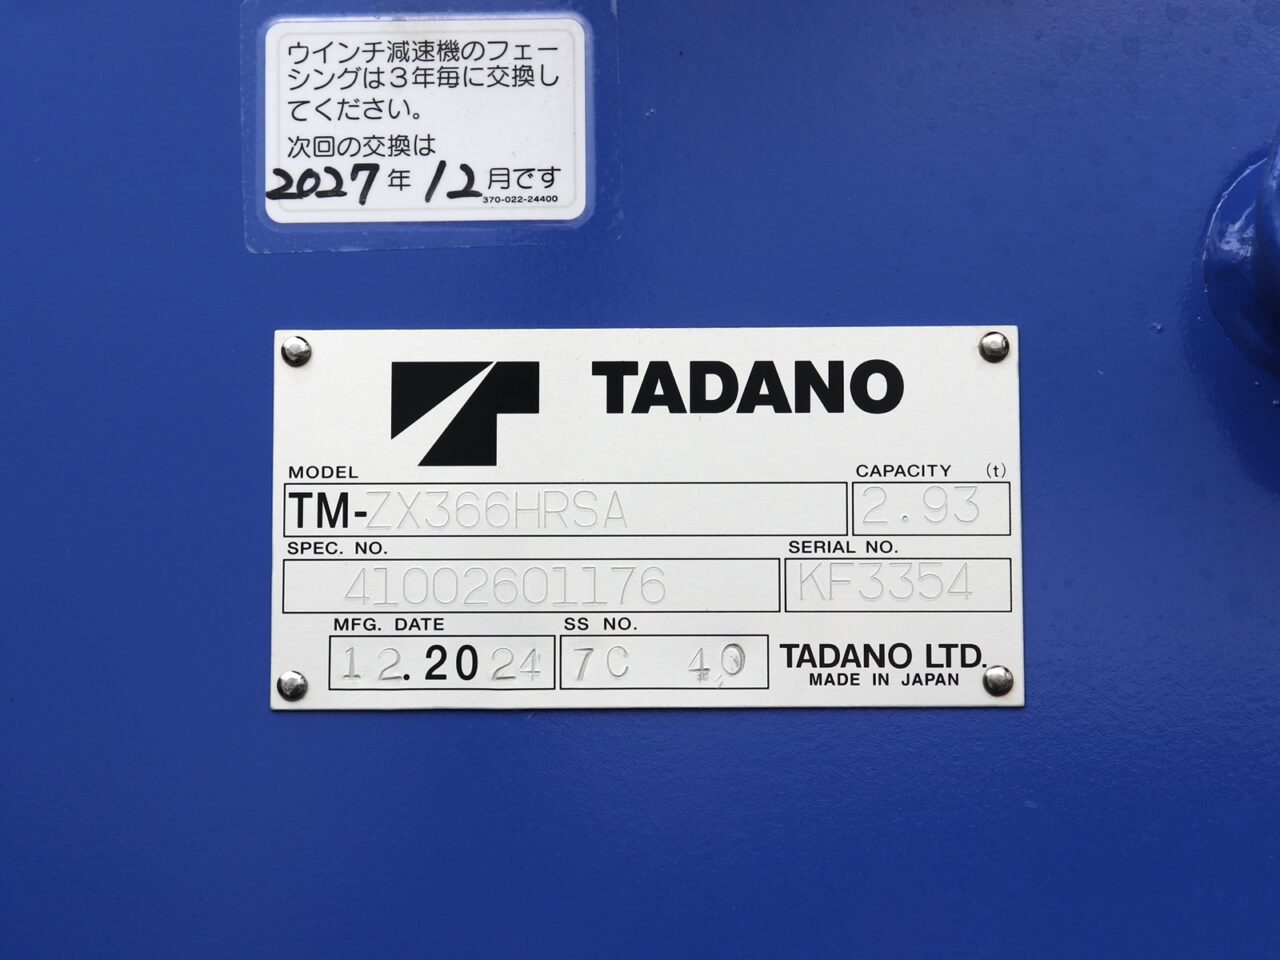 ウインチ減速機のフェー
シングは3年毎に交換し
てください。
次回の交換は
2027年12月です
370-022-24400
TADANO
MODEL
CAPACITY (t)
TM-ZX366HRSA
2.93
SPEC. NO.
SERIAL NO.
41002601176
KF3354
MFG. DATE
SS NO.
12.2024
7C 40
TADANO LTD.
MADE IN JAPAN